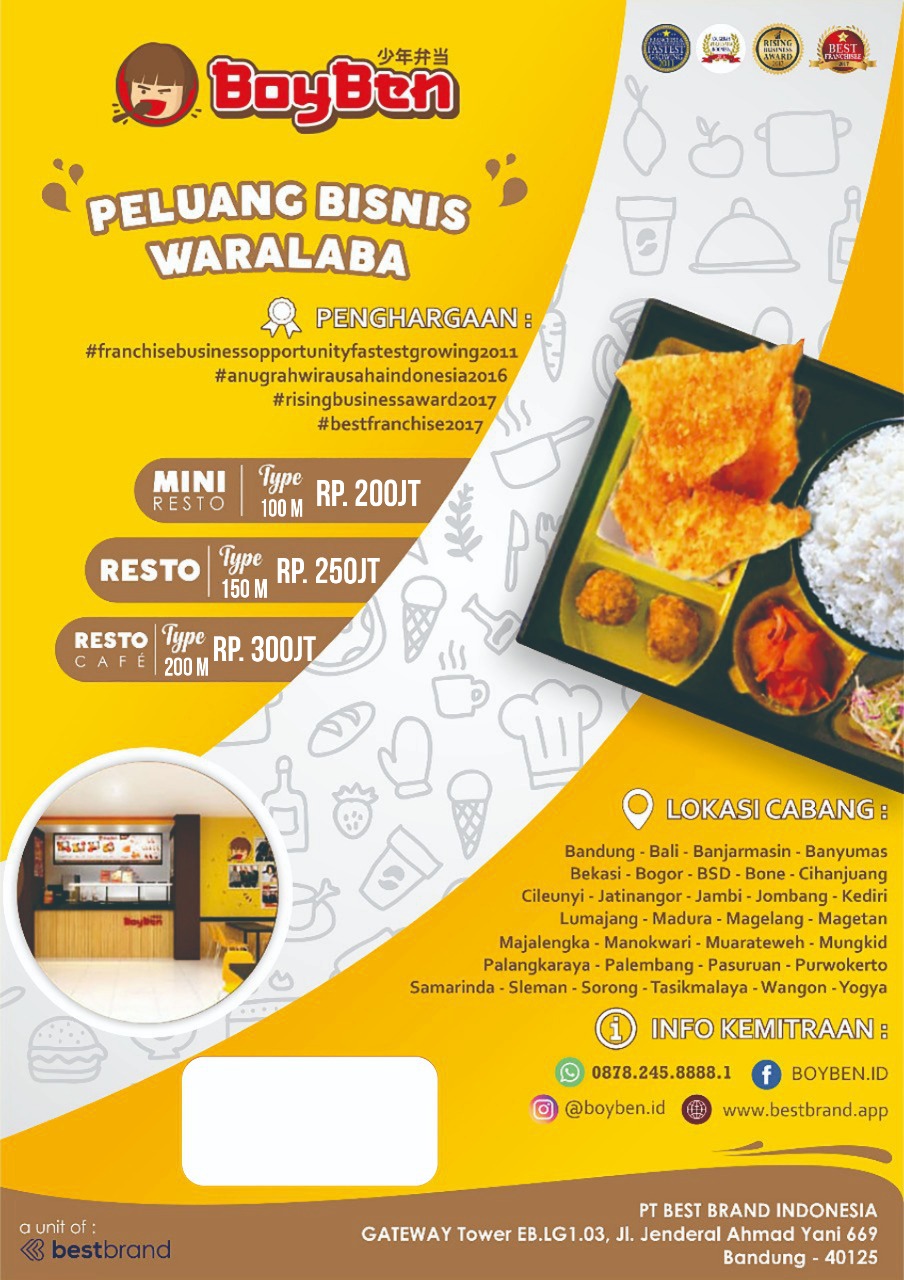 少年弁当
BoyBen
FASTEST
2011
RISING
BUSINESS
AWARD
2017
BEST
FRANCHISE
2017
PELUANG BISNIS
WARALABA
PENGHARGAAN :
#franchisebusinessopportunityfastestgrowing2011
#anugrahwirausahaindonesia2016
#risingbusinessaward2017
#bestfranchise2017
MINI RESTO Type 100 M RP. 200JT
RESTO Type 150 M RP. 250JT
RESTO CAFÉ Type 200 M RP. 300JT
BoyBen
LOKASI CABANG :
Bandung - Bali - Banjarmasin - Banyumas
Bekasi - Bogor - BSD - Bone - Cihanjuang
Cileunyi - Jatinangor - Jambi - Jombang - Kediri
Lumajang - Madura - Magelang - Magetan
Majalengka - Manokwari - Muarateweh - Mungkid
Palangkaraya - Palembang - Pasuruan - Purwokerto
Samarinda - Sleman - Sorong - Tasikmalaya - Wangon - Yogya
INFO KEMITRAAN :
0878.245.8888.1 BOYBEN.ID
@boyben.id www.bestbrand.app
a unit of :
bestbrand
PT BEST BRAND INDONESIA
GATEWAY Tower EB.LG1.03, Jl. Jenderal Ahmad Yani 669
Bandung - 40125